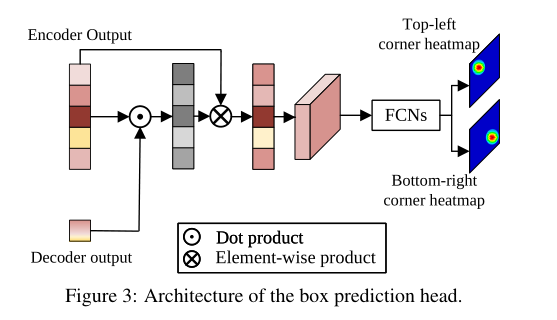 Encoder Output
Top-left
corner heatmap
FCNs
Bottom-right
corner heatmap
Decoder output
Dot product
Element-wise product
Figure 3: Architecture of the box prediction head.